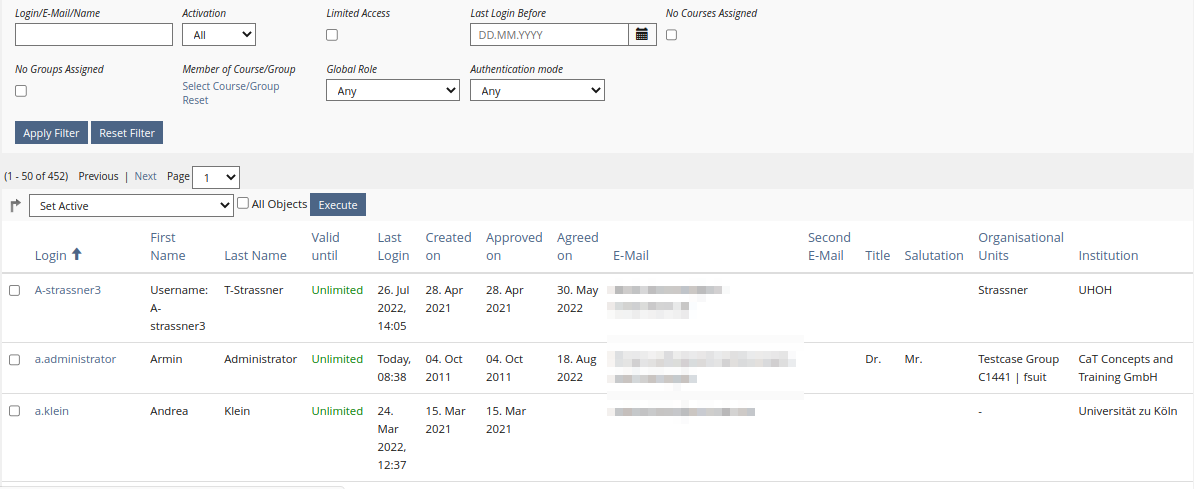 Login/E-Mail/Name Activation Limited Access Last Login Before No Courses Assigned
All DD.MM.YYYY
No Groups Assigned Member of Course/Group Global Role Authentication mode
Select Course/Group Any Any
Reset
Apply Filter Reset Filter
(1 - 50 of 452) Previous | Next Page 1
Set Active All Objects Execute
First Valid Last Created Approved Agreed Second Organisational
Login Name Last Name until Login on on on E-Mail E-Mail Title Salutation Units Institution
A-strassner3 Username: T-Strassner Unlimited 26. Jul 28. Apr 28. Apr 30. May Strassner UHOH
A- 2022, 2021 2021 2022
strassner3 14:05
a.administrator Armin Administrator Unlimited Today, 04. Oct 04. Oct 18. Aug Dr. Mr. Testcase Group CaT Concepts and
08:38 2011 2011 2022 C1441 | fsuit Training GmbH
a.klein Andrea Klein Unlimited 24. 15. Mar 15. Mar - Universität zu Köln
Mar 2021 2021
2022,
12:37